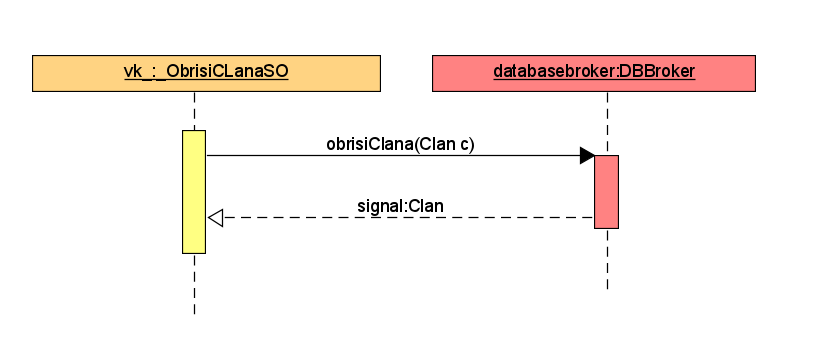 vk_:_ObrisiCLanaSO
databasebroker:DBBroker
obrisiClana(Clan c)
signal:Clan